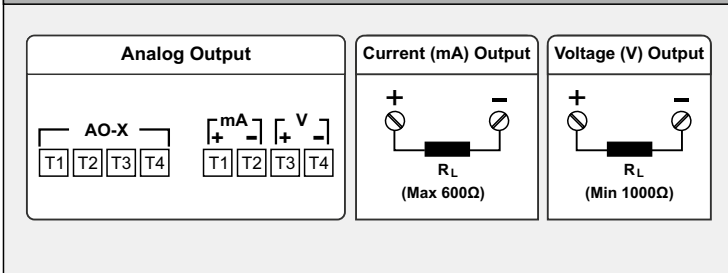 Analog Output
AO-X
T1 T2 T3 T4
mA V
+ - + -
T1 T2 T3 T4
Current (mA) Output
+ -
RL
(Max 600Ω)
Voltage (V) Output
+ -
RL
(Min 1000Ω)